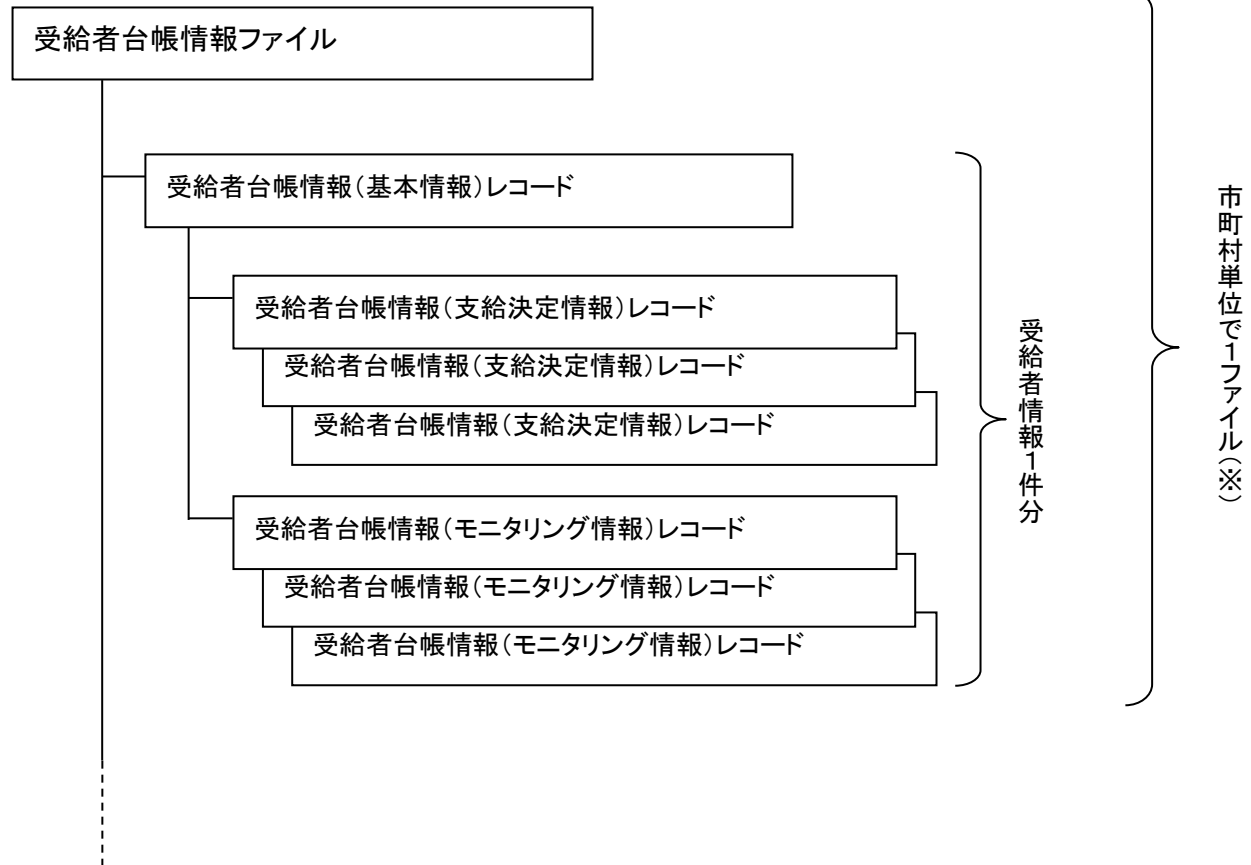 受給者台帳情報ファイル
受給者台帳情報（基本情報）レコード
受給者台帳情報（支給決定情報）レコード
受給者台帳情報（支給決定情報）レコード
受給者台帳情報（支給決定情報）レコード
受給者台帳情報（モニタリング情報）レコード
受給者台帳情報（モニタリング情報）レコード
受給者台帳情報（モニタリング情報）レコード
受給者情報１件分
市町村単位で１ファイル（※）